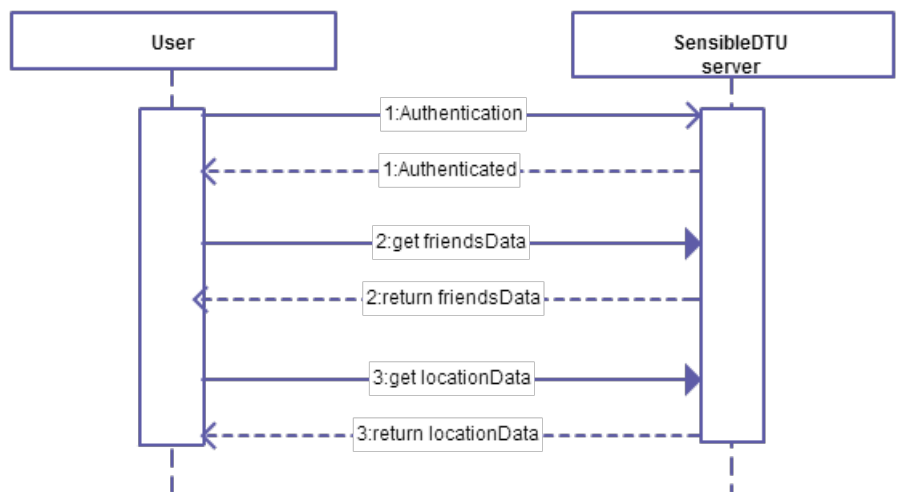 User
SensibleDTU
server
1:Authentication
1:Authenticated
2:get friendsData
2:return friendsData
3:get locationData
3:return locationData